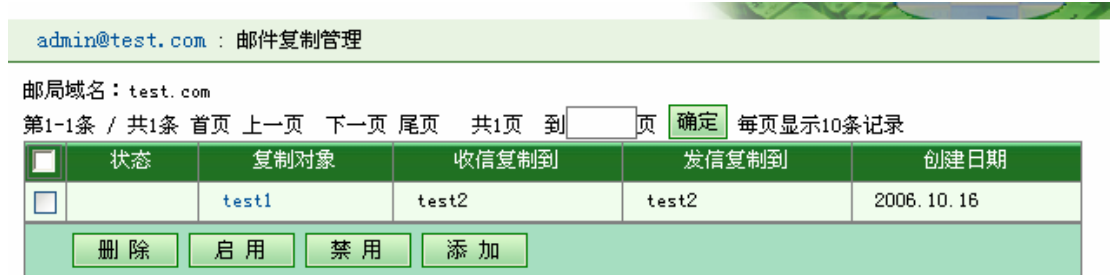 admin@test.com : 邮件复制管理
邮局域名：test.com
第1-1条 / 共1条 首页 上一页 下一页 尾页 共1页 到 页 确定 每页显示10条记录
状态 复制对象 收信复制到 发信复制到 创建日期
test1 test2 test2 2006.10.16
删除 启用 禁用 添加